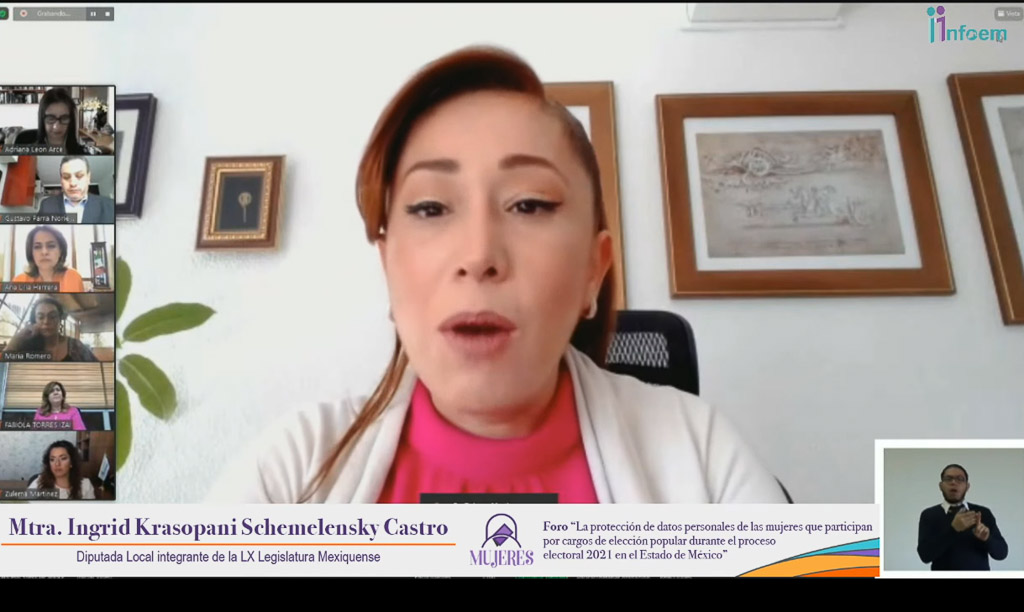 Grabando...
Vista
infoem
Adriana Leon Arce
Gustavo Parra Norie...
Ana Lilia Herrera
Maria Romero
FABIOLA TORRES IZAI
Zulema Martinez
Mtra. Ingrid Krasopani Schemelensky Castro
Diputada Local integrante de la LX Legislatura Mexiquense
MUJERES
Foro “La protección de datos personales de las mujeres que participan
por cargos de elección popular durante el proceso
electoral 2021 en el Estado de México”